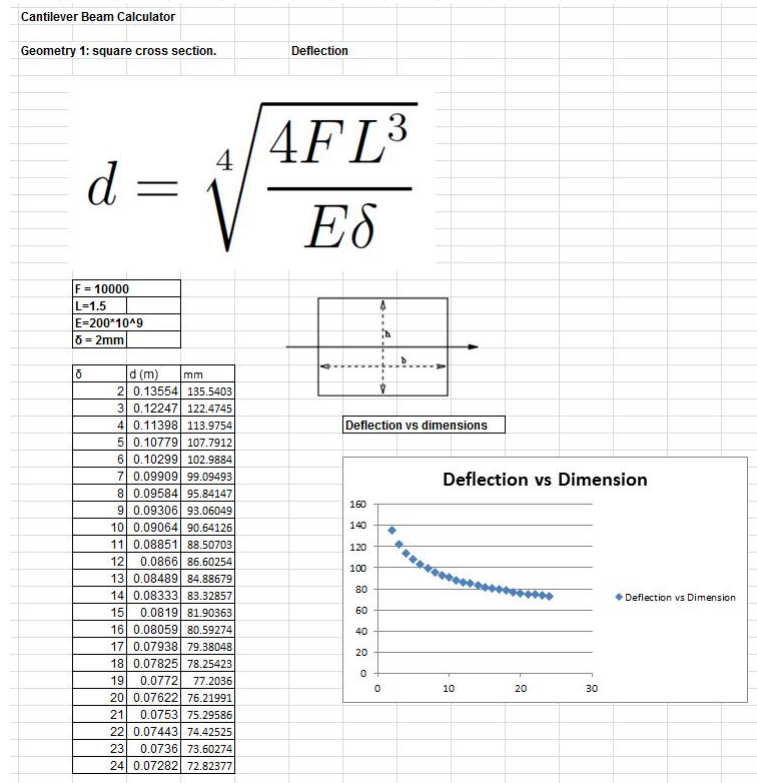 Cantilever Beam Calculator
Geometry 1: square cross section. Deflection
d = ⁴√(4FL³ / Eδ)
F = 10000
L=1.5
E=200*10^9
δ = 2mm
δ d (m) mm
2 0.13554 135.5403
3 0.12247 122.4745
4 0.11398 113.9754
5 0.10779 107.7912
6 0.10299 102.9884
7 0.09909 99.09493
8 0.09584 95.84147
9 0.09306 93.06049
10 0.09064 90.64126
11 0.08851 88.50703
12 0.0866 86.60254
13 0.08489 84.88679
14 0.08333 83.32857
15 0.0819 81.90363
16 0.08059 80.59274
17 0.07938 79.38048
18 0.07825 78.25423
19 0.0772 77.2036
20 0.07622 76.21991
21 0.0753 75.29586
22 0.07443 74.42525
23 0.0736 73.60274
24 0.07282 72.82377
h
b
Deflection vs dimensions
Deflection vs Dimension
160
140
120
100
80
60
40
20
0
0 10 20 30
Deflection vs Dimension